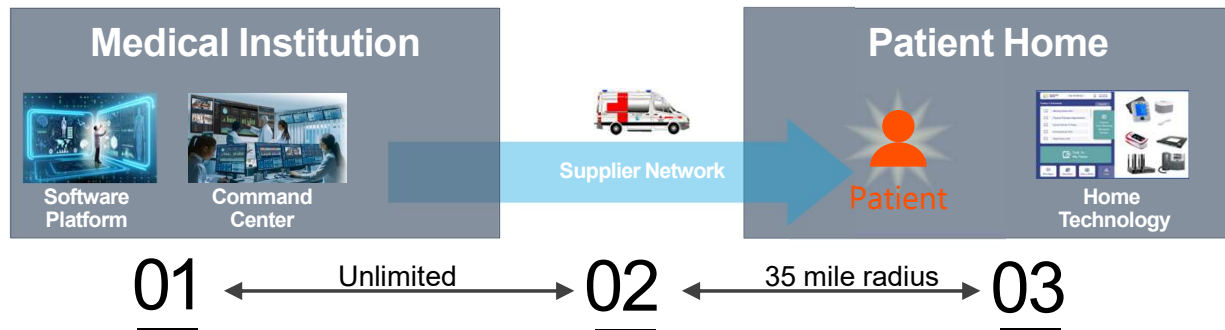 Medical Institution
Patient Home
Supplier Network
Patient
Software
Platform
Command
Center
Home
Technology
01
Unlimited
02
35 mile radius
03